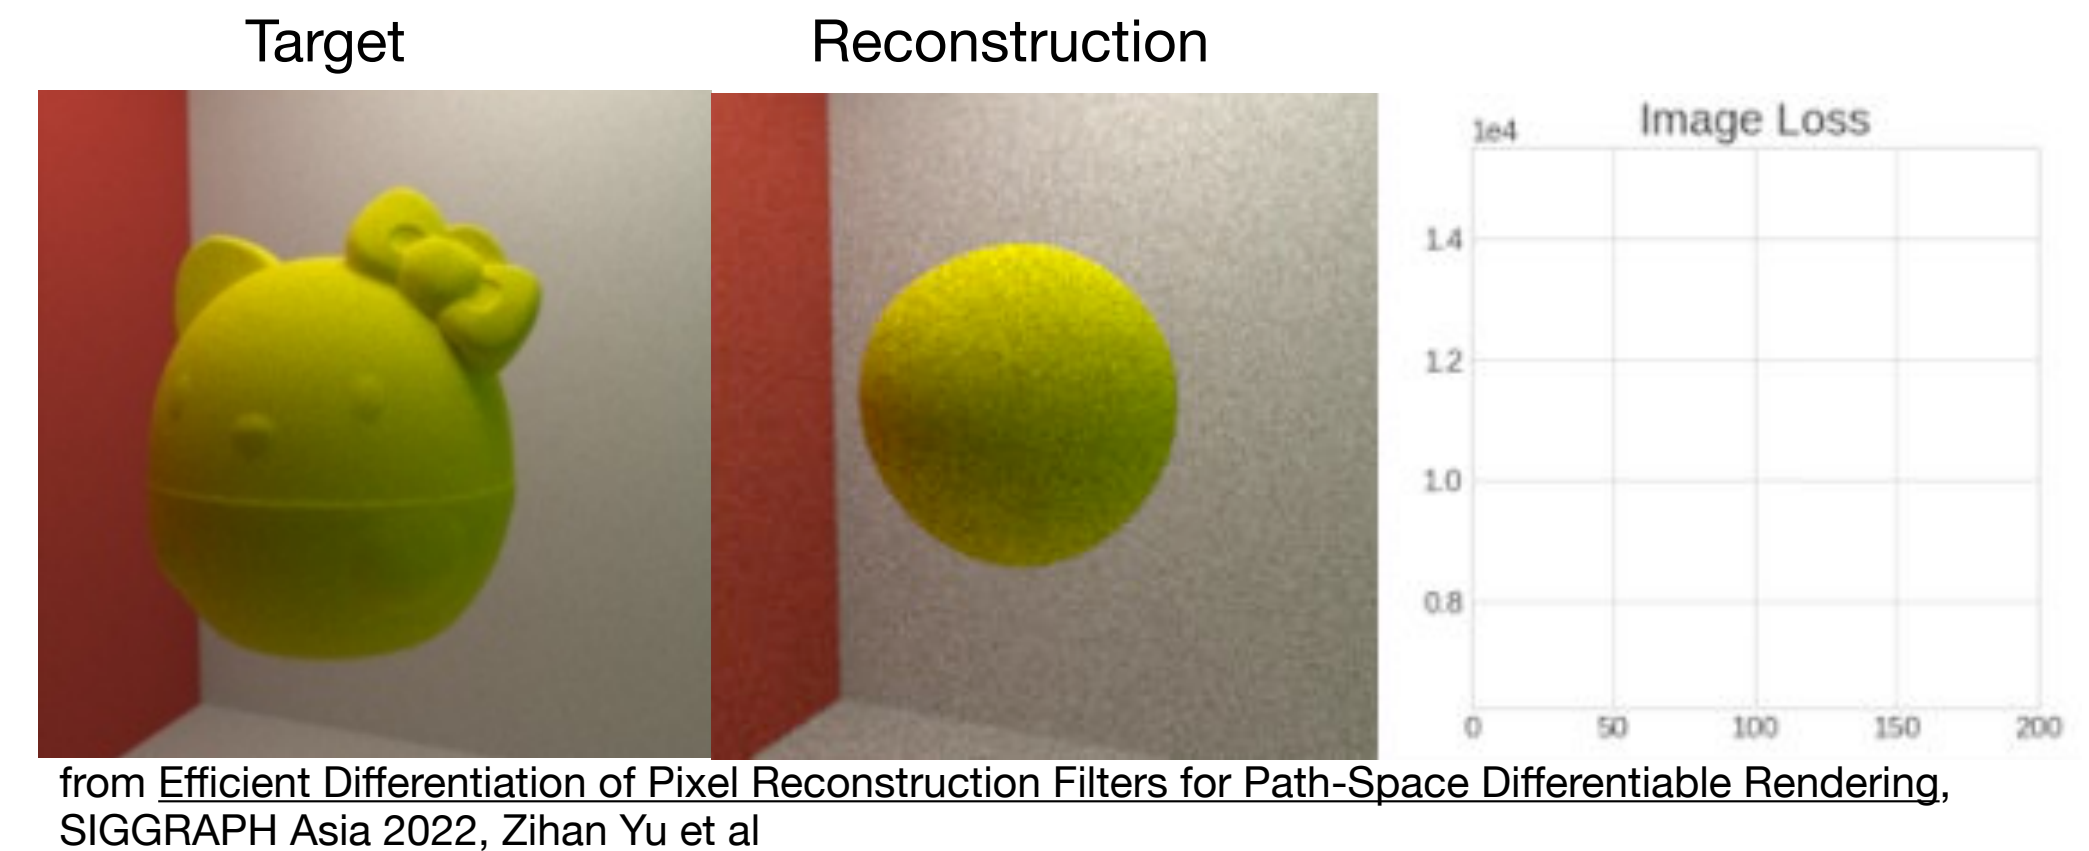 Target
Reconstruction
Image Loss
1e4
1.4
1.2
1.0
0.8
0 50 100 150 200
from Efficient Differentiation of Pixel Reconstruction Filters for Path-Space Differentiable Rendering,
SIGGRAPH Asia 2022, Zihan Yu et al